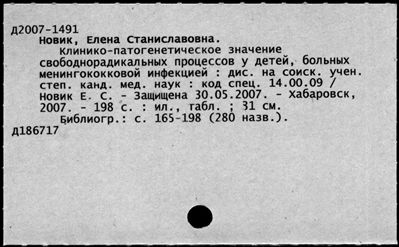 Д2007-1491
Новик, Елена Станиславовна.
Клинико-патогенетическое значение
свободнорадикальных процессов у детей, больных
менингококковой инфекцией : дис. на соиск. учен.
степ. канд. мед. наук : код спец. 14.00.09 /
Новик Е. С. - Защищена 30.05.2007. - Хабаровск,
2007. - 198 с. : ил., табл. ; 31 см.
Библиогр.: с. 165-198 (280 назв.).
Д186717